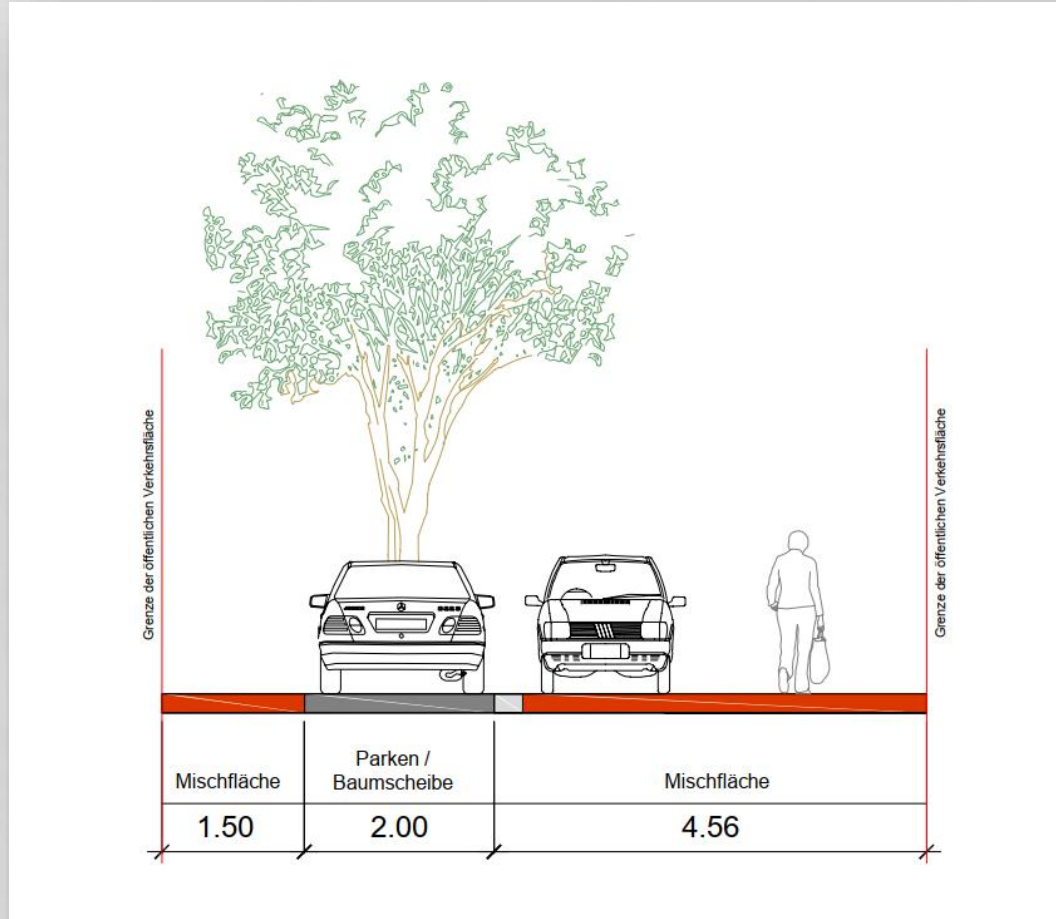 Grenze der öffentlichen Verkehrsfläche
Grenze der öffentlichen Verkehrsfläche
Mischfläche
Parken /
Baumscheibe
Mischfläche
1.50
2.00
4.56